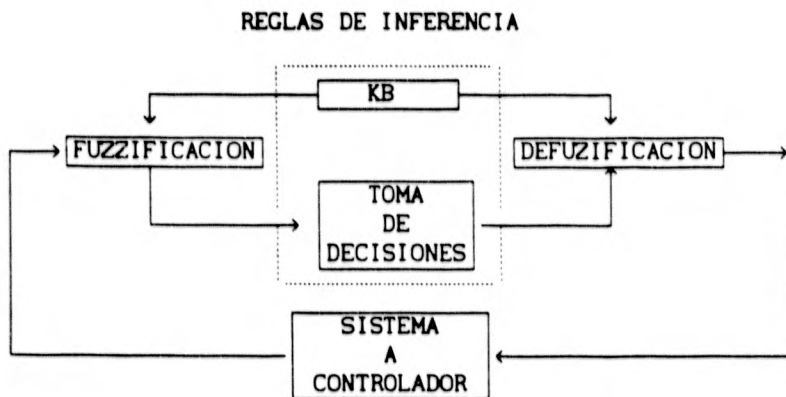 REGLAS DE INFERENCIA
KB
FUZZIFICACION
DEFUZIFICACION
TOMA
DE
DECISIONES
SISTEMA
A
CONTROLADOR